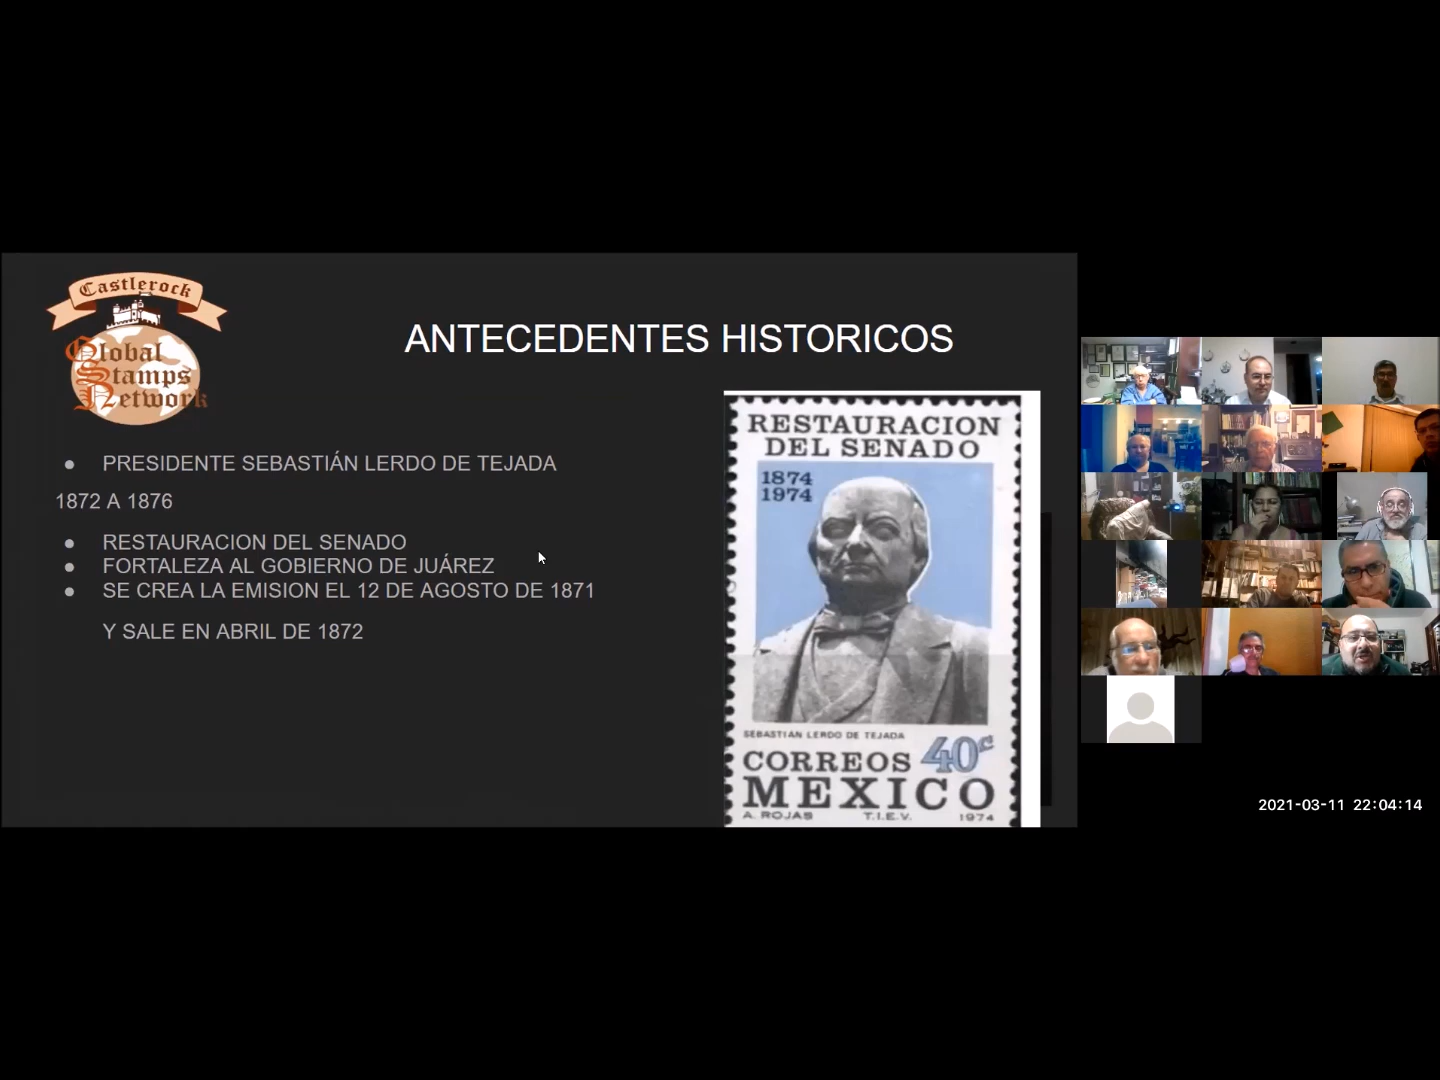 Castlerock
Global
Stamps
Network
ANTECEDENTES HISTORICOS
● PRESIDENTE SEBASTIÁN LERDO DE TEJADA
1872 A 1876
● RESTAURACION DEL SENADO
● FORTALEZA AL GOBIERNO DE JUÁREZ
● SE CREA LA EMISION EL 12 DE AGOSTO DE 1871
Y SALE EN ABRIL DE 1872
RESTAURACION
DEL SENADO
1874
1974
SEBASTIAN LERDO DE TEJADA
40c
CORREOS
MEXICO
A. ROJAS T.I.E.V. 1974
2021-03-11 22:04:14